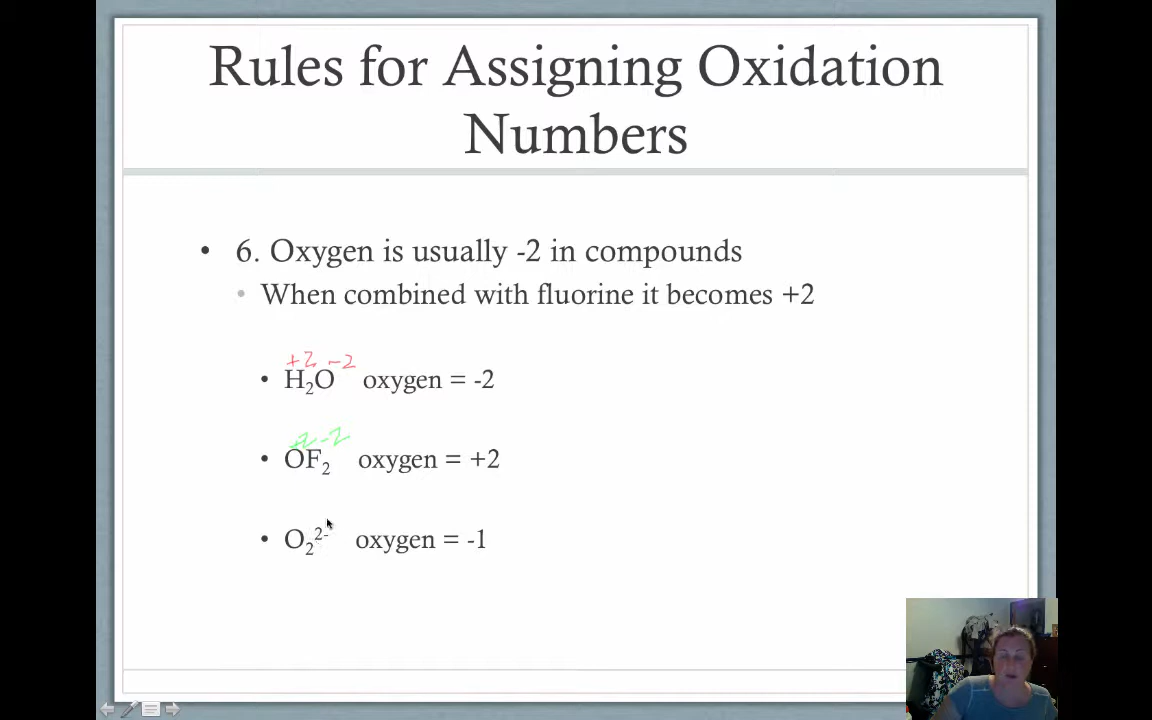 Rules for Assigning Oxidation
Numbers
• 6. Oxygen is usually -2 in compounds
• When combined with fluorine it becomes +2
+2 -2
• H₂O oxygen = -2
+2 -2
• OF₂ oxygen = +2
• O₂²⁻ oxygen = -1